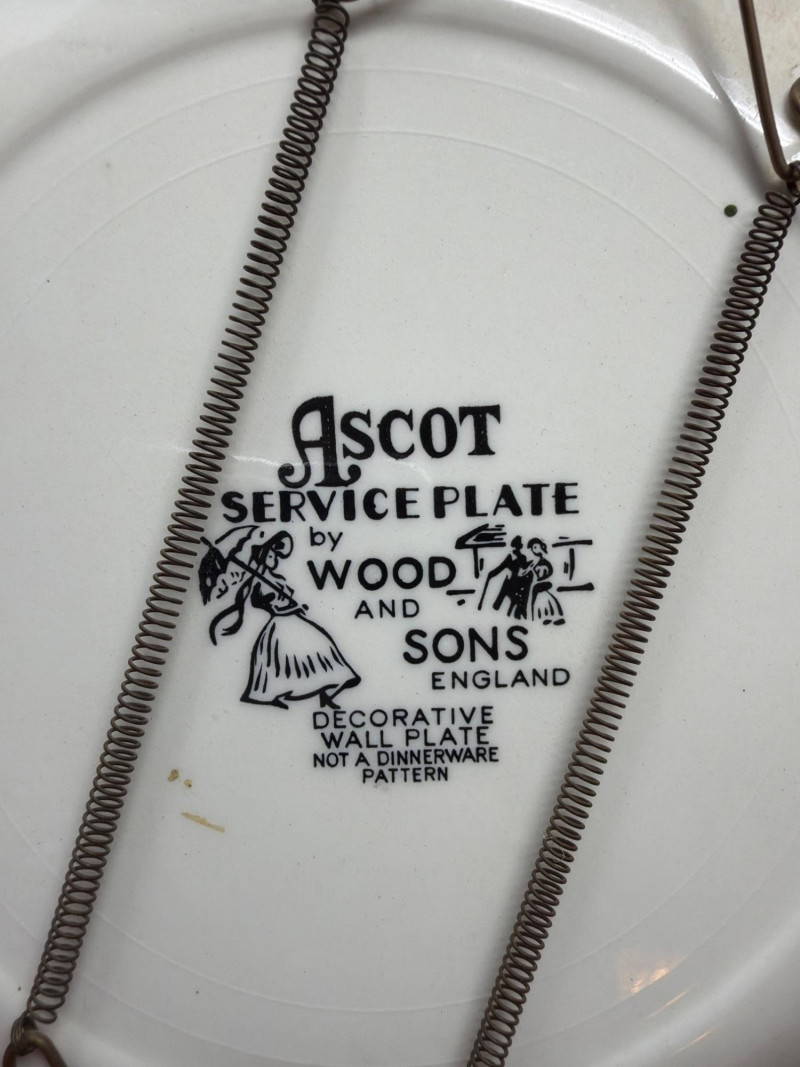 ASCOT
SERVICE PLATE
by
WOOD
AND
SONS
ENGLAND
DECORATIVE
WALL PLATE
NOT A DINNERWARE
PATTERN